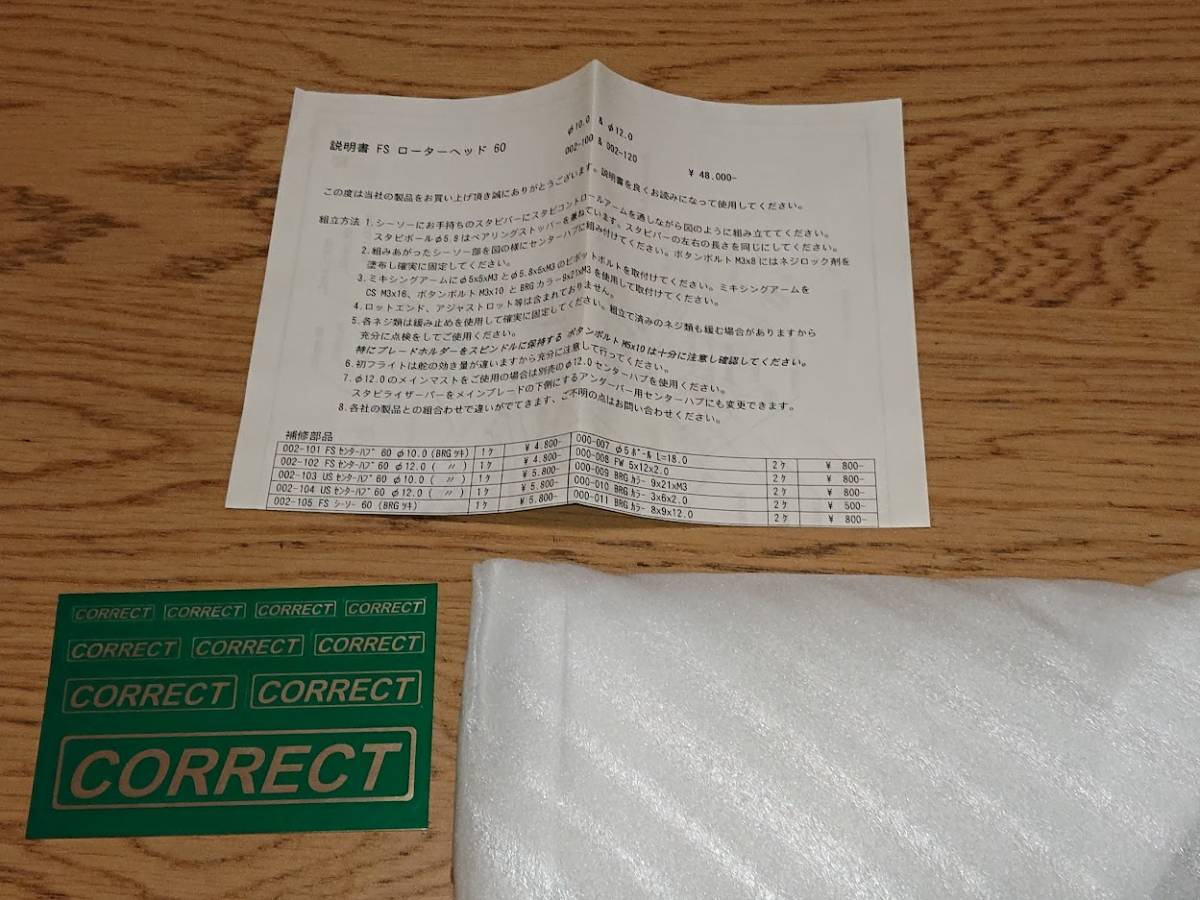 φ10.0 & φ12.0
説明書 FS ローターヘッド 60
002-100 & 002-120
¥ 48,000-
この度は当社の製品をお買い上げ頂き誠にありがとうございます。説明書を良くお読みになって使用してください。
組立方法 1. シーソーにお手持ちのスタビバーにスタビコントロールアームを通しながら図のように組み立ててください。
スタビボールφ5.8はベアリングストッパーを兼ねています。スタビバーの左右の長さを同じにしてください。
2. 組みあがったシーソー部を図の様にセンターハブに組み付けてください。ボタンボルトM3x8にはネジロック剤を
塗布し確実に固定してください。
3. ミキシングアームにφ5x5xM3とφ5.8x5xM3のピボットボルトを取付けてください。ミキシングアームを
CS M3x16、ボタンボルトM3x10 と BRGカラー9x21xM3を使用して取付けてください。
4. ロットエンド、アジャストロット等は含まれておりません。
5. 各ネジ類は緩み止めを使用して確実に固定してください。組立て済みのネジ類も緩む場合がありますから
充分に点検をしてご使用ください。
特にブレードホルダーをスピンドルに保持する ボタンボルトM5x10は十分に注意し確認してください。
6. 初フライトは舵の効き量が違いますから充分に注意して行ってください。
7. φ12.0のメインマストをご使用の場合は別売のφ12.0センターハブを使用ください。
スタビライザーバーをメインブレードの下側にするアンダーバー用センターハブにも変更できます。
8. 各社の製品との組合わせで違いがでてきます、ご不明の点はお問い合わせください。
補修部品
002-101 FS ｾﾝﾀｰﾊﾌﾞ 60 φ10.0 (BRGﾂｷ) 1ケ ¥ 4.800-
002-102 FS ｾﾝﾀｰﾊﾌﾞ 60 φ12.0 ( 〃 ) 1ケ ¥ 4.800-
002-103 US ｾﾝﾀｰﾊﾌﾞ 60 φ10.0 ( 〃 ) 1ケ ¥ 5.800-
002-104 US ｾﾝﾀｰﾊﾌﾞ 60 φ12.0 ( 〃 ) 1ケ ¥ 5.800-
002-105 FS ｼｰｿｰ 60 (BRGﾂｷ) 1ケ ¥ 5.800-
000-007 φ5 ﾎﾞｰﾙ L=18.0 2ケ ¥ 800-
000-008 FW 5x12x2.0 2ケ ¥ 800-
000-009 BRGｶﾗｰ 9x21xM3 2ケ ¥ 800-
000-010 BRGｶﾗｰ 3x6x2.0 2ケ ¥ 500-
000-011 BRGｶﾗｰ 8x9x12.0 2ケ ¥ 800-
CORRECT CORRECT CORRECT CORRECT
CORRECT CORRECT CORRECT
CORRECT CORRECT
CORRECT